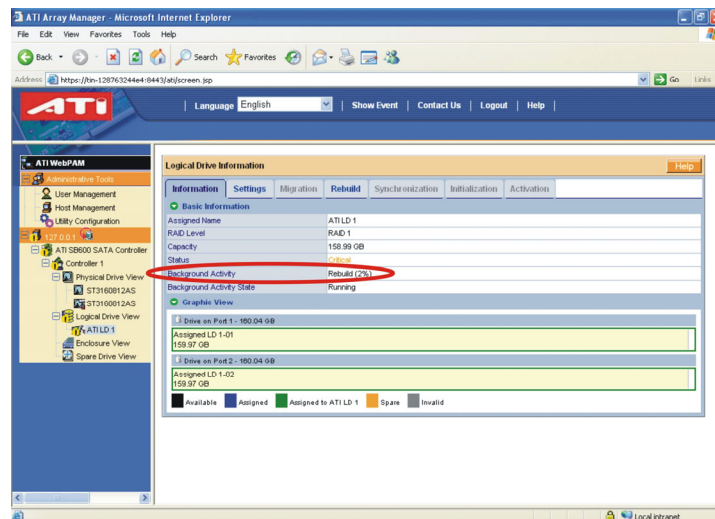 ATI Array Manager - Microsoft Internet Explorer
File Edit View Favorites Tools Help
Back Search Favorites
Address https://tin-128763244e4:8443/ati/screen.jsp Go Links
ATI | Language English | Show Event | Contact Us | Logout | Help |
ATI WebPAM
Administrative Tools
User Management
Host Management
Utility Configuration
127.0.0.1
ATI SB600 SATA Controller
Controller 1
Physical Drive View
ST3160812AS
ST3160812AS
Logical Drive View
ATI LD 1
Enclosure View
Spare Drive View
Logical Drive Information Help
Information Settings Migration Rebuild Synchronization Initialization Activation
Basic Information
Assigned Name ATI LD 1
RAID Level RAID 1
Capacity 158.99 GB
Status Critical
Background Activity Rebuild (2%)
Background Activity State Running
Graphic View
Drive on Port 1 - 160.04 GB
Assigned LD 1-01
159.97 GB
Drive on Port 2 - 160.04 GB
Assigned LD 1-02
159.97 GB
Available Assigned Assigned to ATI LD 1 Spare Invalid
Local intranet